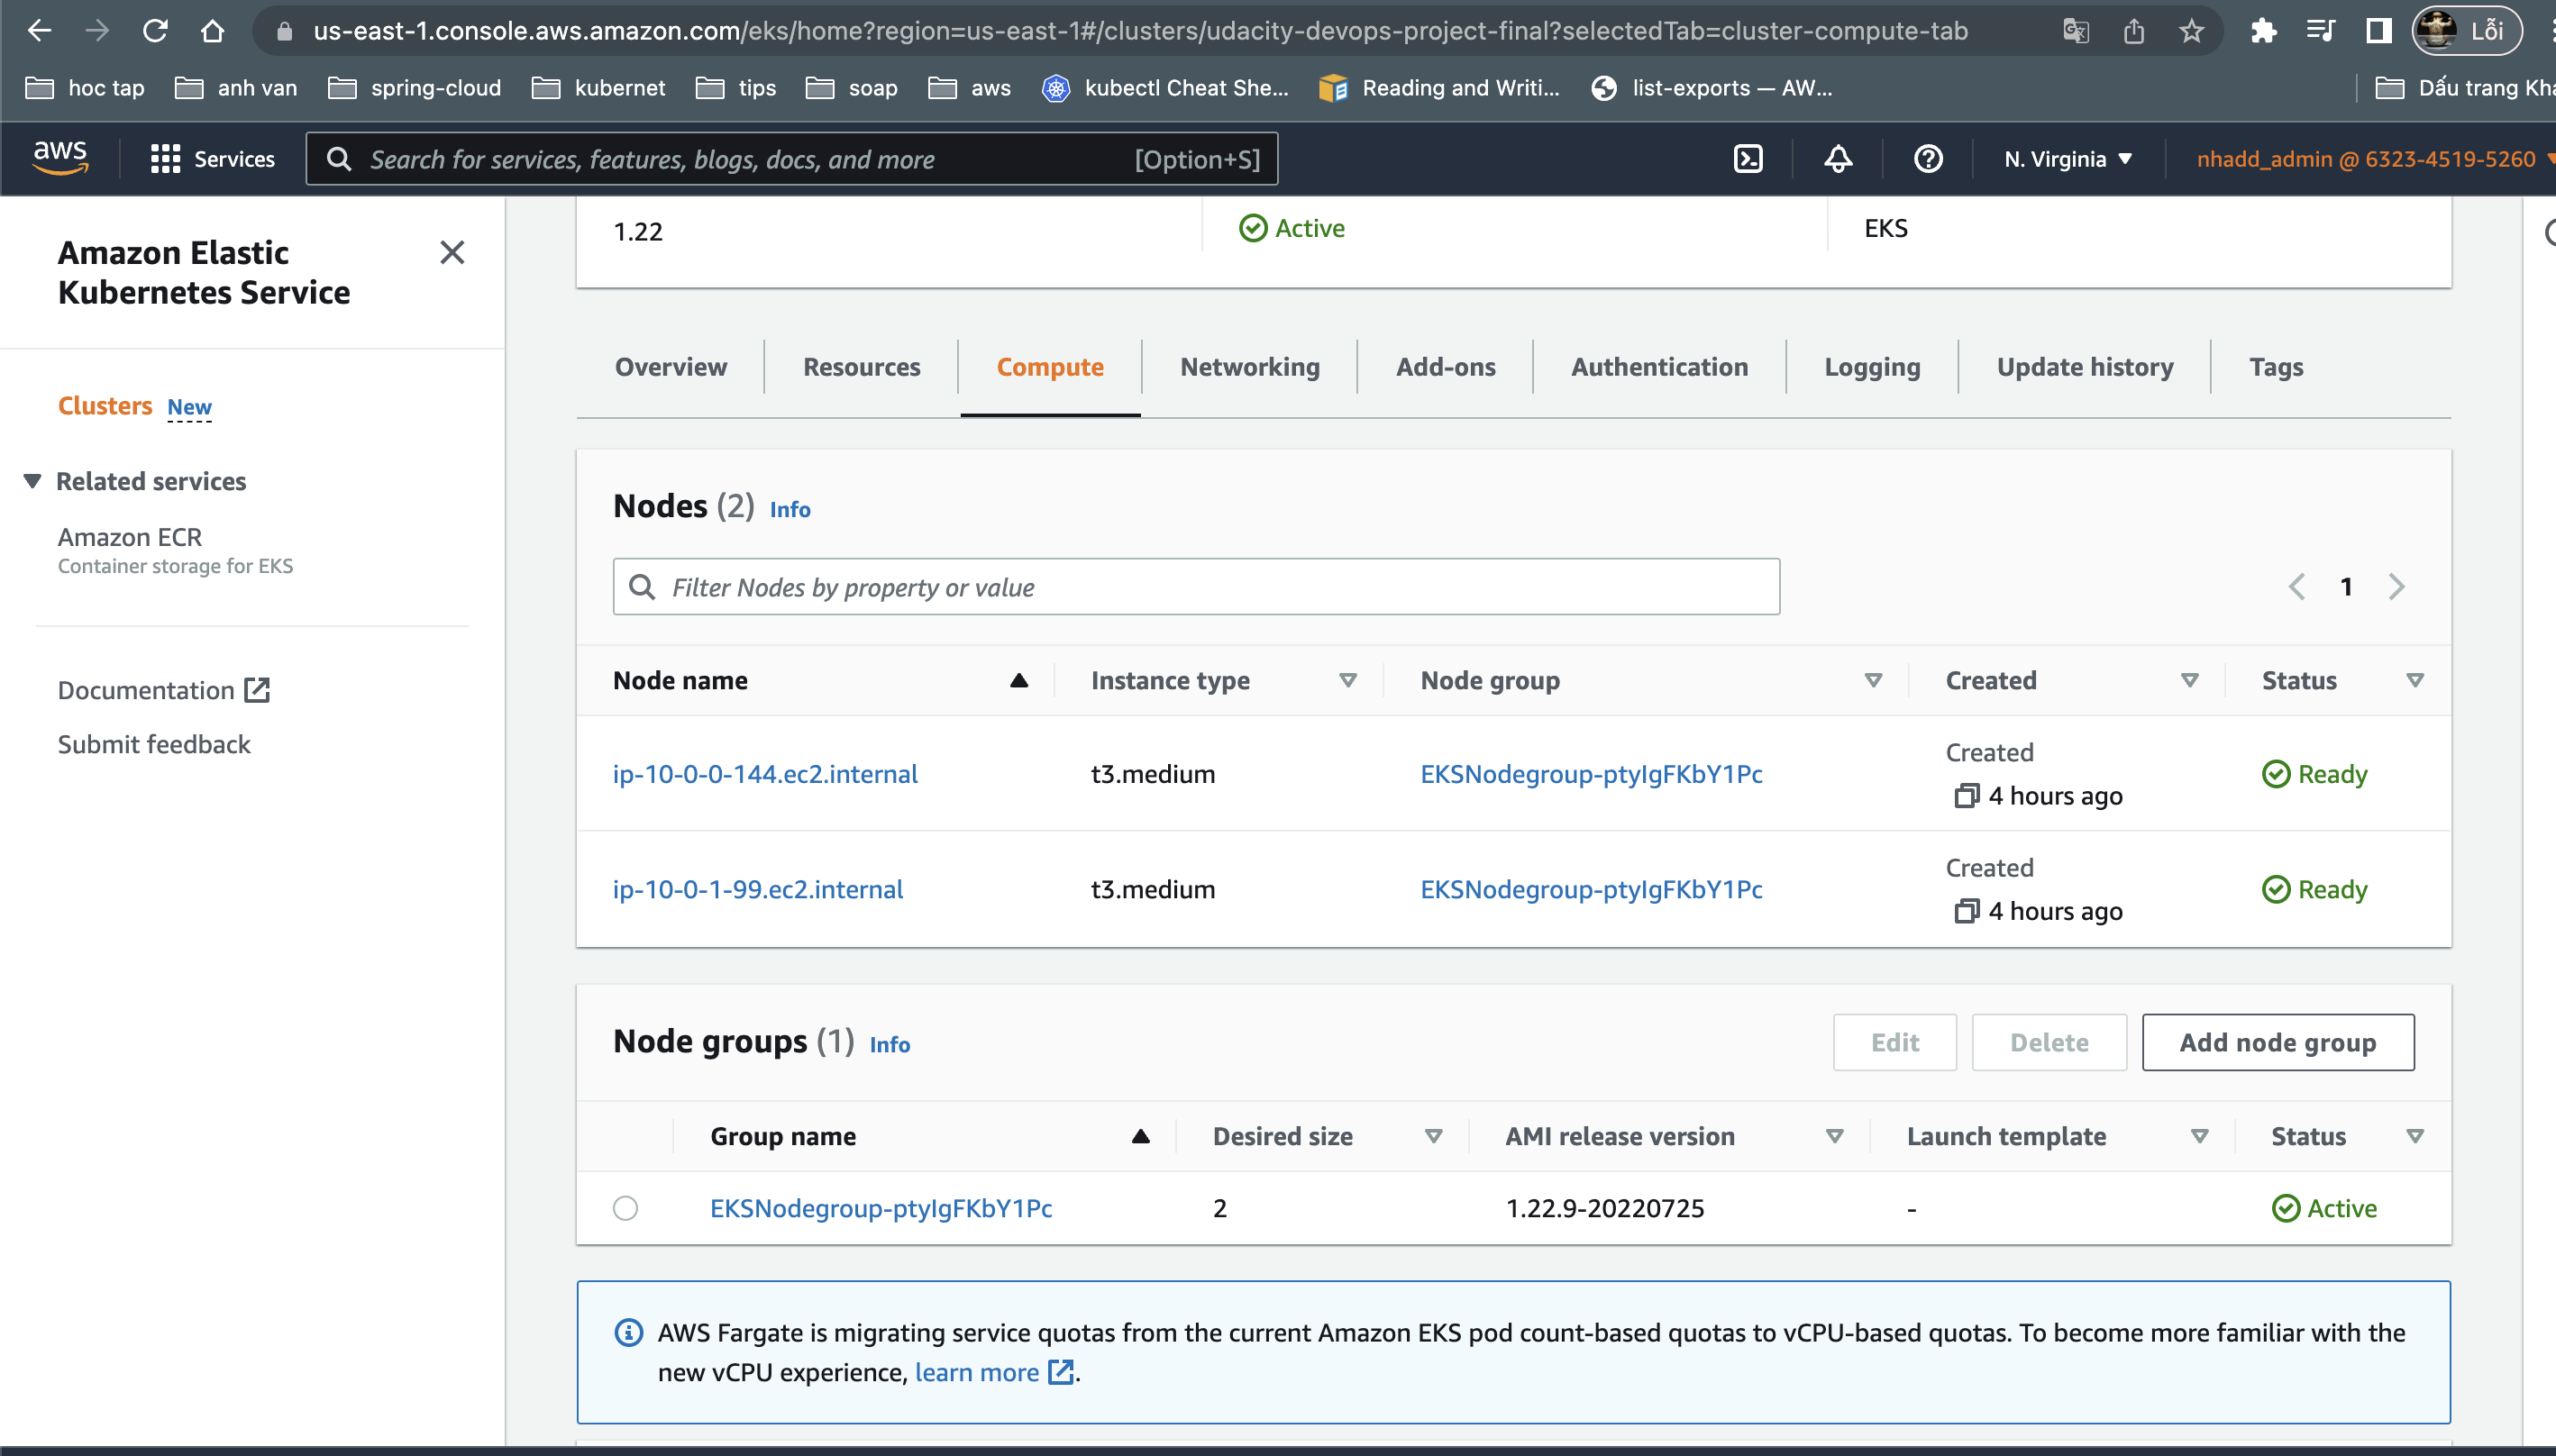 us-east-1.console.aws.amazon.com/eks/home?region=us-east-1#/clusters/udacity-devops-project-final?selectedTab=cluster-compute-tab
Lỗi
hoc tap anh van spring-cloud kubernet tips soap aws kubectl Cheat She... Reading and Writi... list-exports — AW... Dấu trang
aws Services Search for services, features, blogs, docs, and more [Option+S] N. Virginia nhadd_admin @ 6323-4519-5260
Amazon Elastic
Kubernetes Service
Clusters New
Related services
Amazon ECR
Container storage for EKS
Documentation
Submit feedback
1.22 Active EKS
Overview Resources Compute Networking Add-ons Authentication Logging Update history Tags
Nodes (2) Info
Filter Nodes by property or value
1
Node name Instance type Node group Created Status
ip-10-0-0-144.ec2.internal t3.medium EKSNodegroup-ptyIgFKbY1Pc Created
4 hours ago Ready
ip-10-0-1-99.ec2.internal t3.medium EKSNodegroup-ptyIgFKbY1Pc Created
4 hours ago Ready
Node groups (1) Info
Edit Delete Add node group
Group name Desired size AMI release version Launch template Status
EKSNodegroup-ptyIgFKbY1Pc 2 1.22.9-20220725 - Active
AWS Fargate is migrating service quotas from the current Amazon EKS pod count-based quotas to vCPU-based quotas. To become more familiar with the
new vCPU experience, learn more .